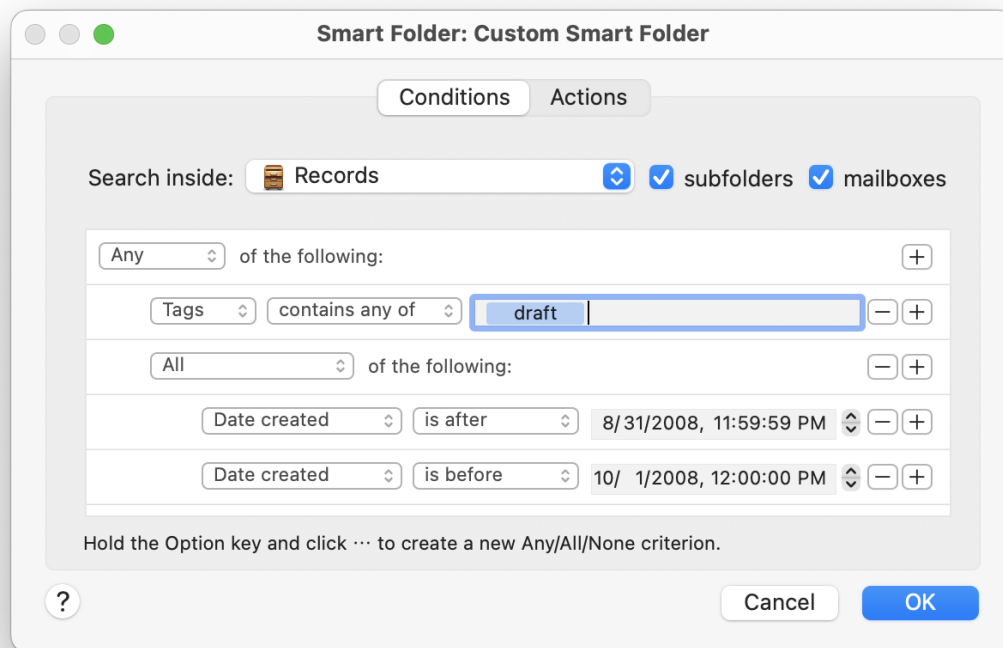 Smart Folder: Custom Smart Folder
Conditions Actions
Search inside: Records subfolders mailboxes
Any of the following:
Tags contains any of draft
All of the following:
Date created is after 8/31/2008, 11:59:59 PM
Date created is before 10/ 1/2008, 12:00:00 PM
Hold the Option key and click ··· to create a new Any/All/None criterion.
? Cancel OK